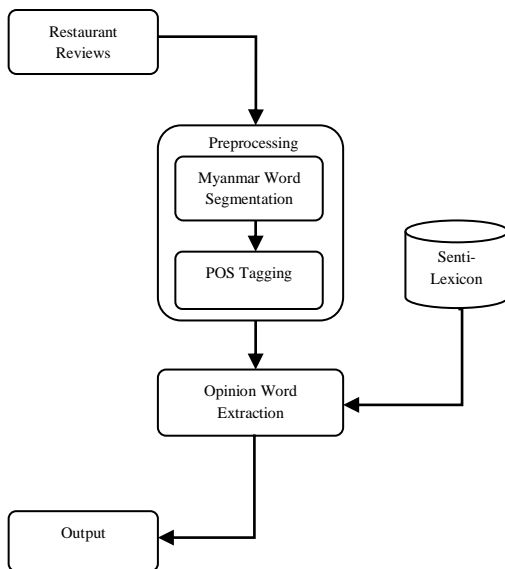 Restaurant
Reviews
Preprocessing
Myanmar Word
Segmentation
POS Tagging
Senti-
Lexicon
Opinion Word
Extraction
Output